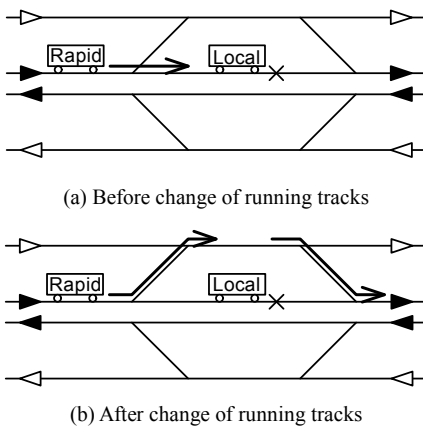 Rapid Local
(a) Before change of running tracks
Rapid Local
(b) After change of running tracks